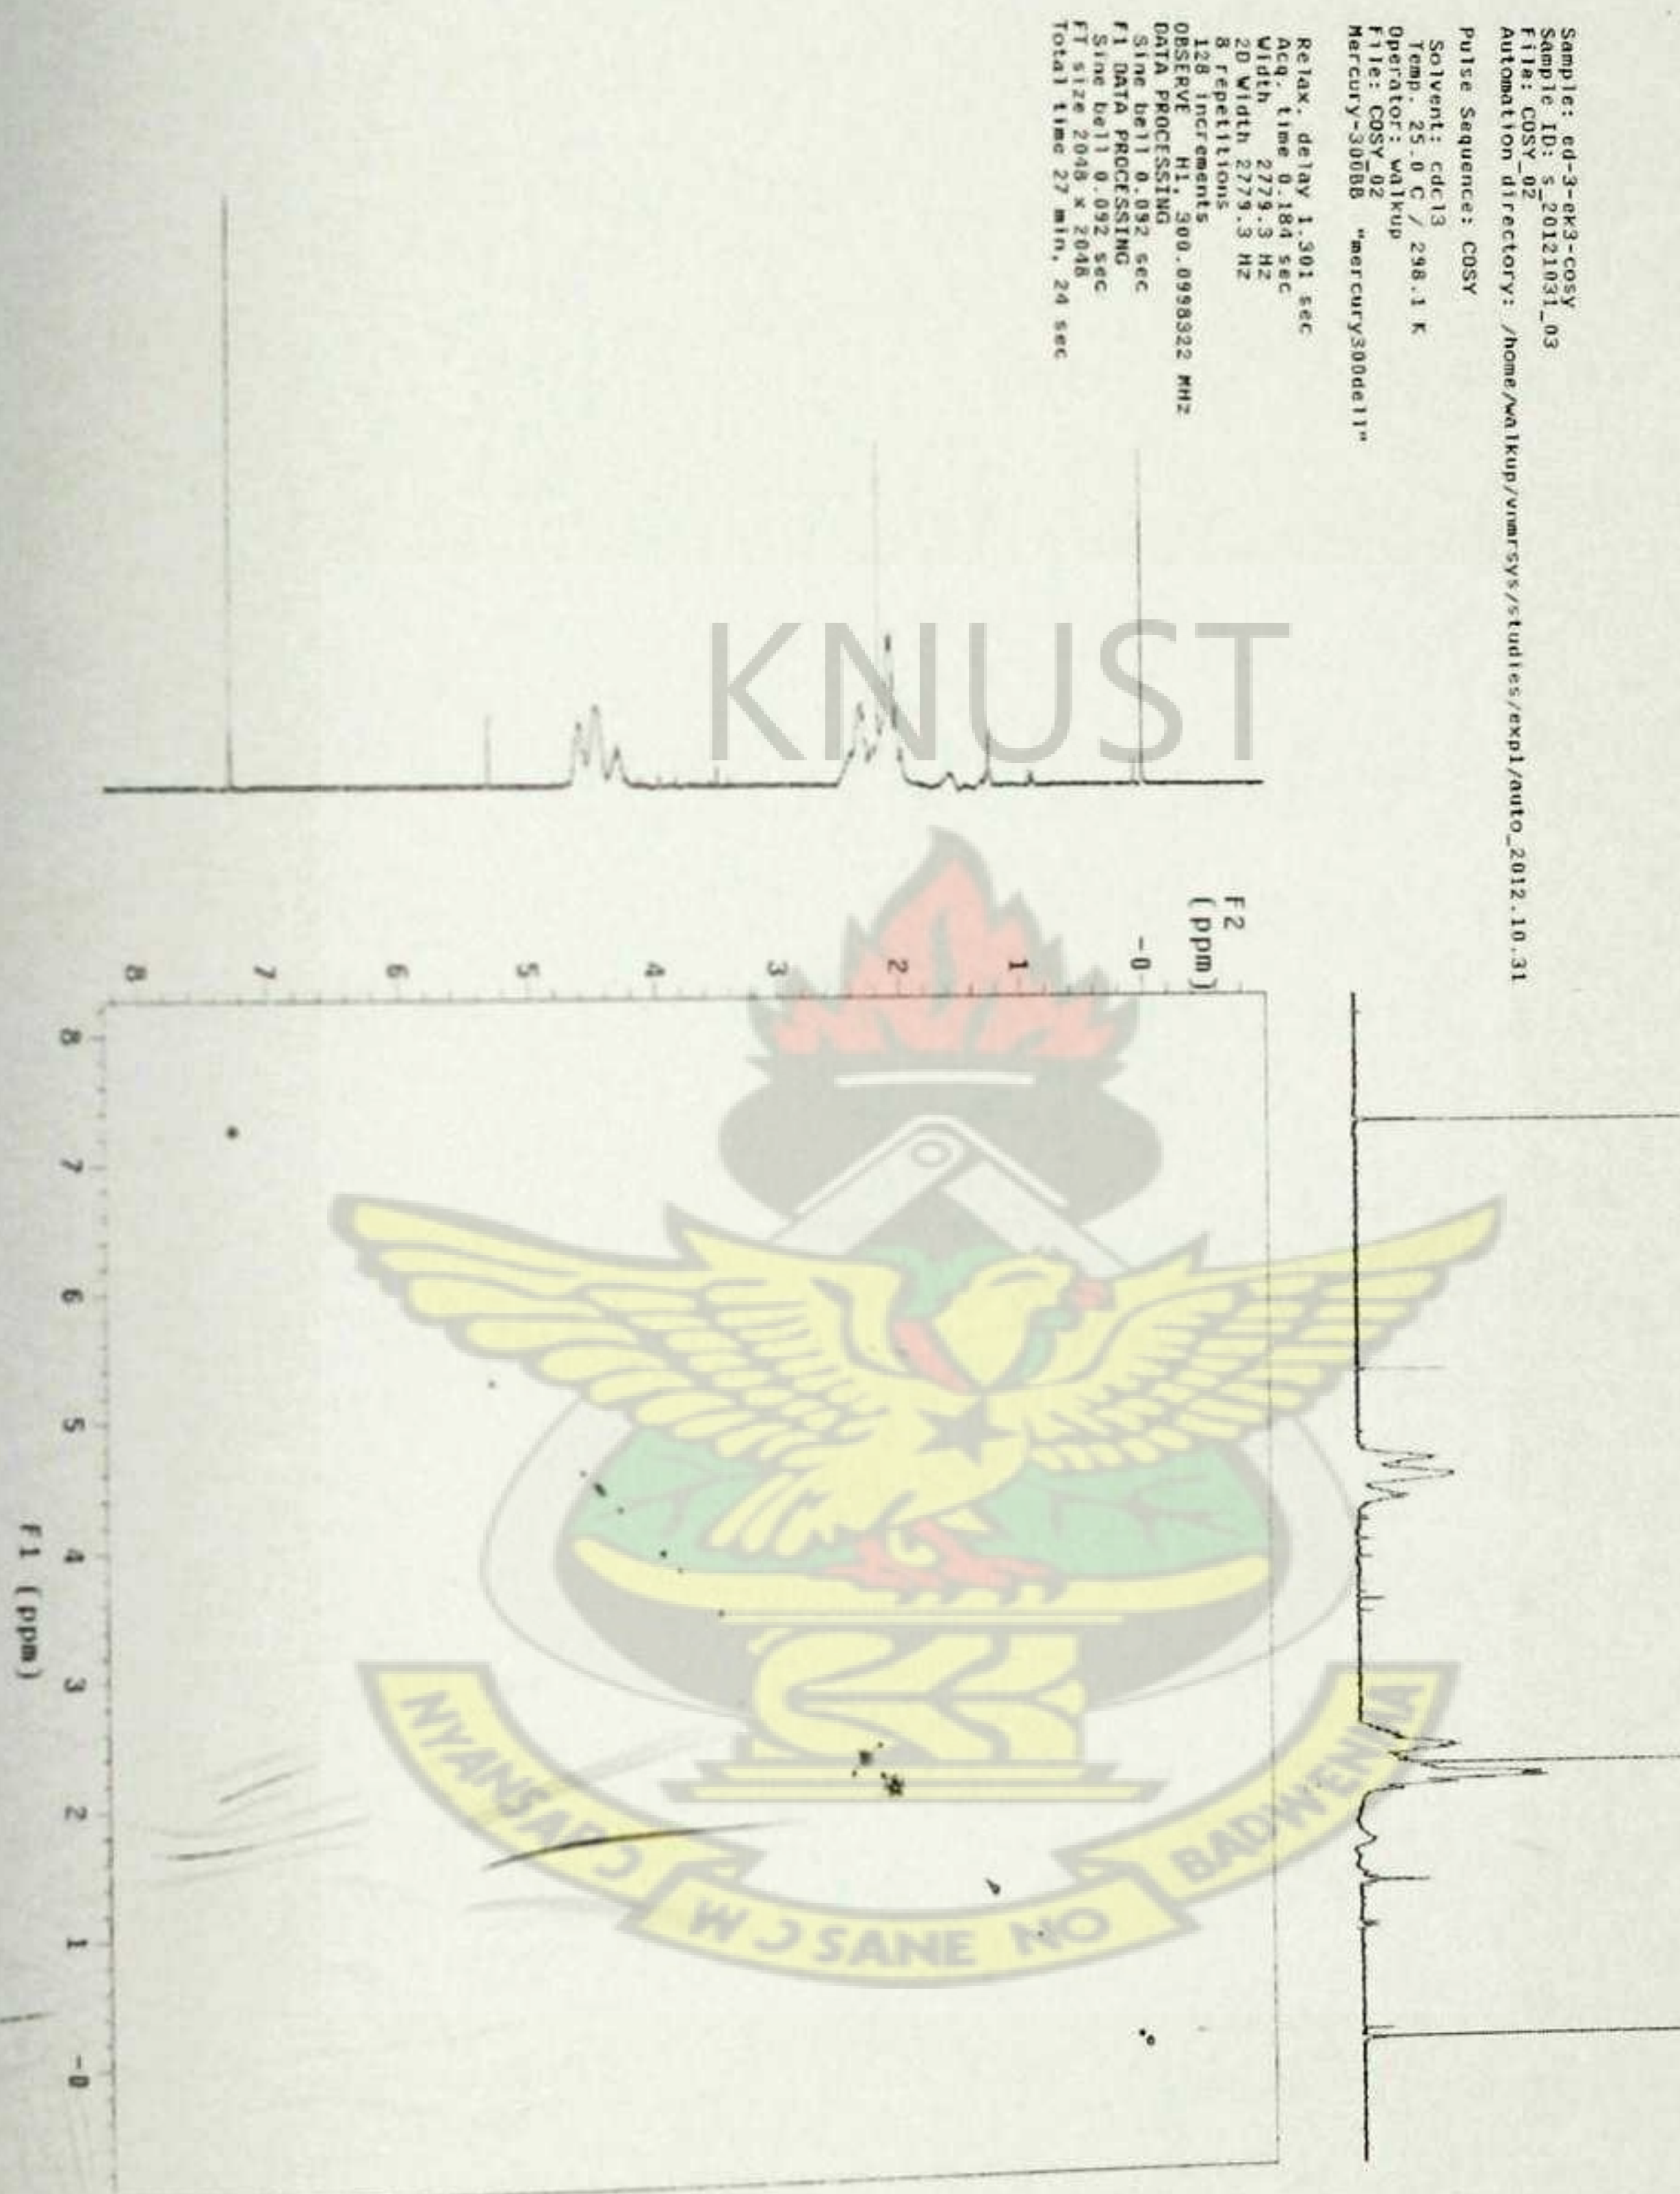 Sample: ed-3-ek3-cosy
Sample ID: s_20121031_03
File: COSY_02
Automation directory: /home/walkup/vnmrsys/studies/exp1/auto_2012.10.31
Pulse Sequence: COSY
Solvent: cdcl3
Temp. 25.0 C / 298.1 K
Operator: walkup
File: COSY_02
Mercury-300BB "mercury300dell"
Relax. delay 1.301 sec
Acq. time 0.184 sec
Width 2779.3 Hz
2D Width 2779.3 Hz
8 repetitions
128 increments
OBSERVE H1, 300.0998322 MHz
DATA PROCESSING
Sine bell 0.092 sec
F1 DATA PROCESSING
Sine bell 0.092 sec
FT size 2048 x 2048
Total time 27 min, 24 sec
KNUST
F2
(ppm)
-0
1
2
3
4
5
6
7
8
8
7
6
5
4
3
2
1
-0
F1 (ppm)
NYANSAPƆ
WƆSANE NO
BADWENMA